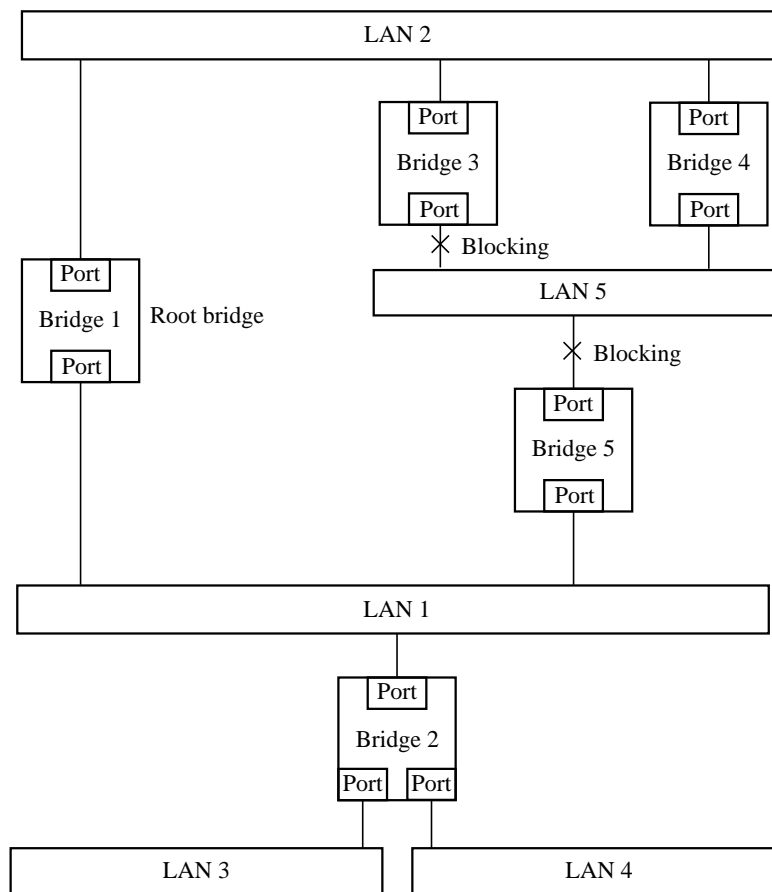 LAN 2
Port
Port
Bridge 3
Bridge 4
Port
Port
Blocking
Port
Bridge 1
Root bridge
LAN 5
Port
Blocking
Port
Bridge 5
Port
LAN 1
Port
Bridge 2
Port
Port
LAN 3
LAN 4